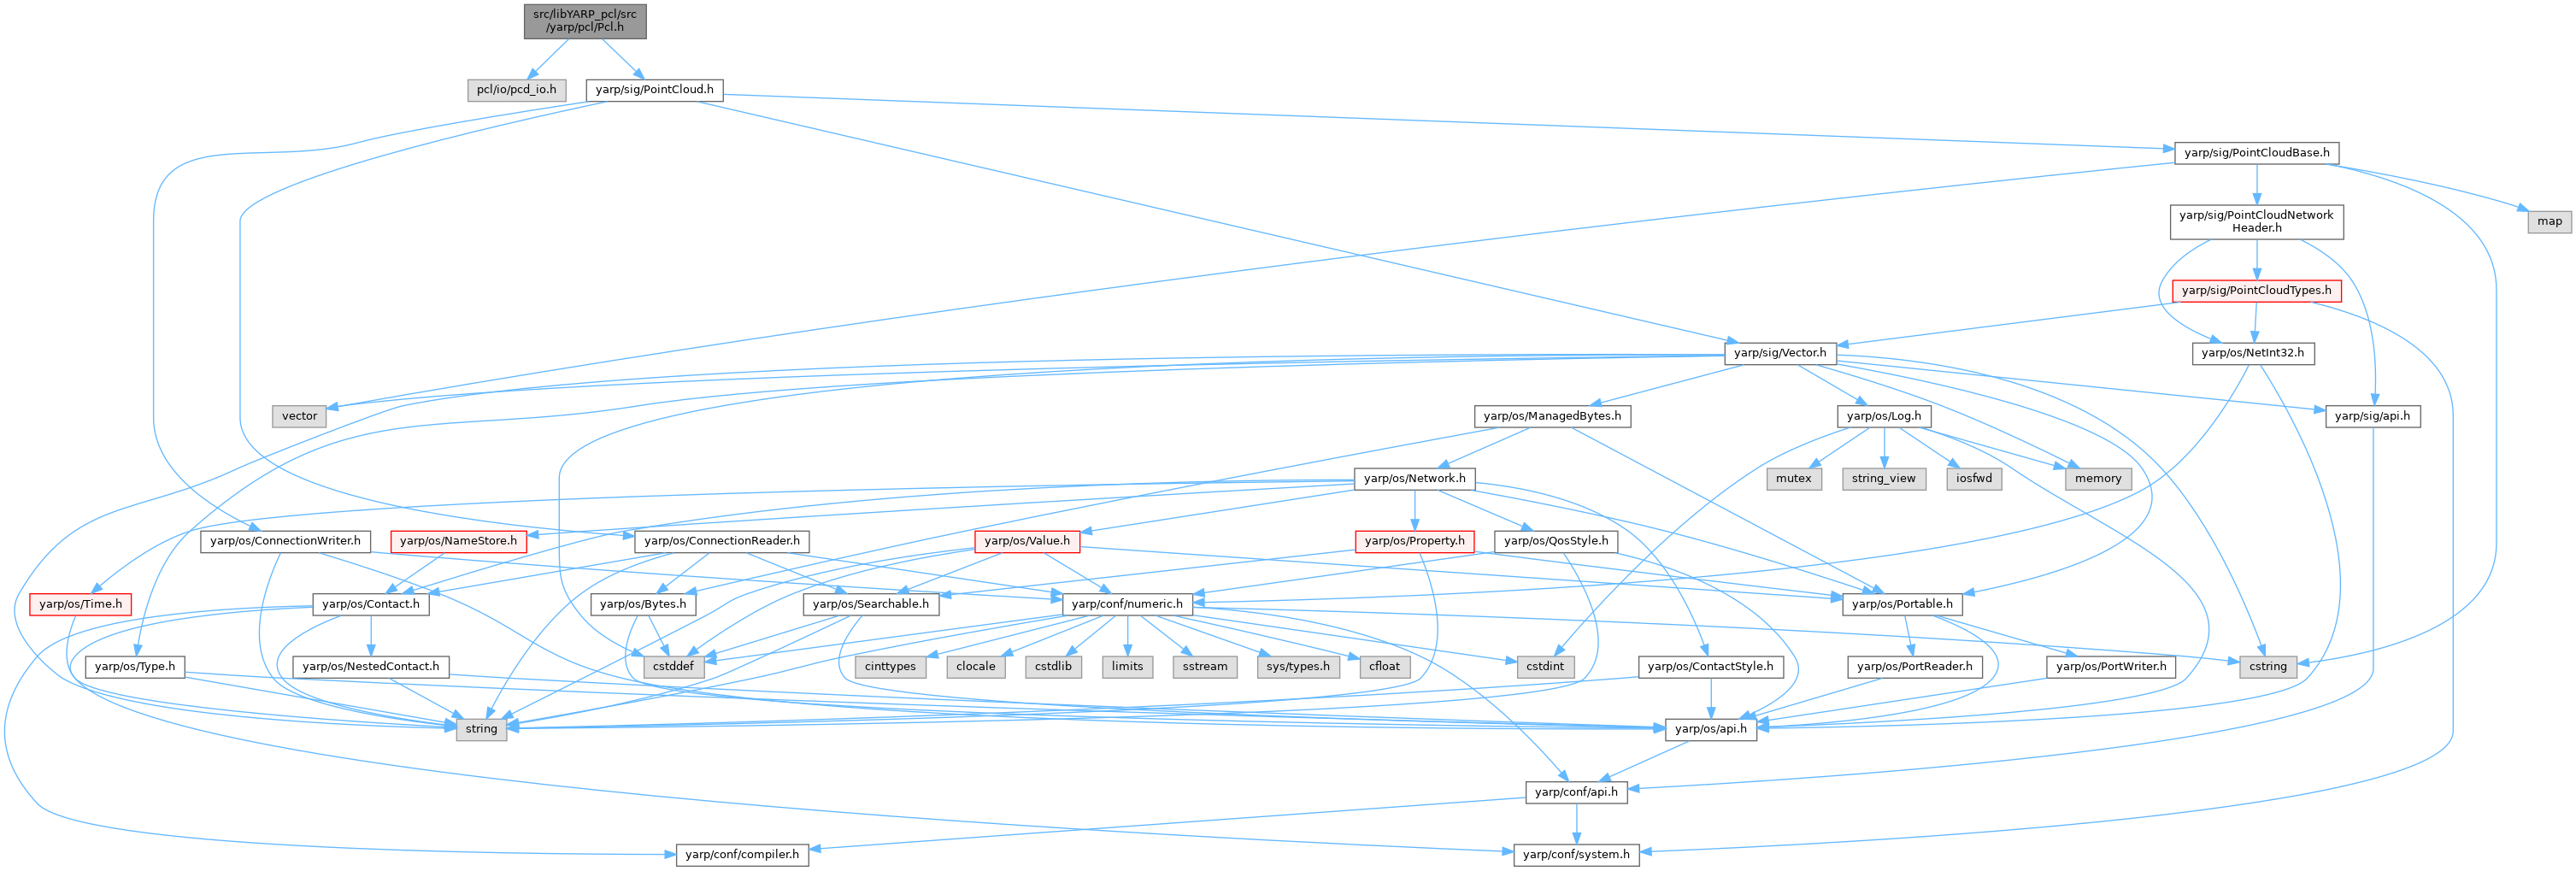 src/libYARP_pcl/src
/yarp/pcl/Pcl.h
pcl/io/pcd_io.h
yarp/sig/PointCloud.h
yarp/sig/PointCloudBase.h
yarp/sig/PointCloudNetwork
Header.h
map
yarp/sig/PointCloudTypes.h
yarp/sig/Vector.h
yarp/os/NetInt32.h
vector
yarp/os/ManagedBytes.h
yarp/os/Log.h
yarp/sig/api.h
yarp/os/Network.h
mutex
string_view
iosfwd
memory
yarp/os/ConnectionWriter.h
yarp/os/NameStore.h
yarp/os/ConnectionReader.h
yarp/os/Value.h
yarp/os/Property.h
yarp/os/QosStyle.h
yarp/os/Time.h
yarp/os/Contact.h
yarp/os/Bytes.h
yarp/os/Searchable.h
yarp/conf/numeric.h
yarp/os/Portable.h
yarp/os/Type.h
yarp/os/NestedContact.h
cstddef
cinttypes
clocale
cstdlib
limits
sstream
sys/types.h
cfloat
cstdint
yarp/os/ContactStyle.h
yarp/os/PortReader.h
yarp/os/PortWriter.h
cstring
string
yarp/os/api.h
yarp/conf/api.h
yarp/conf/compiler.h
yarp/conf/system.h